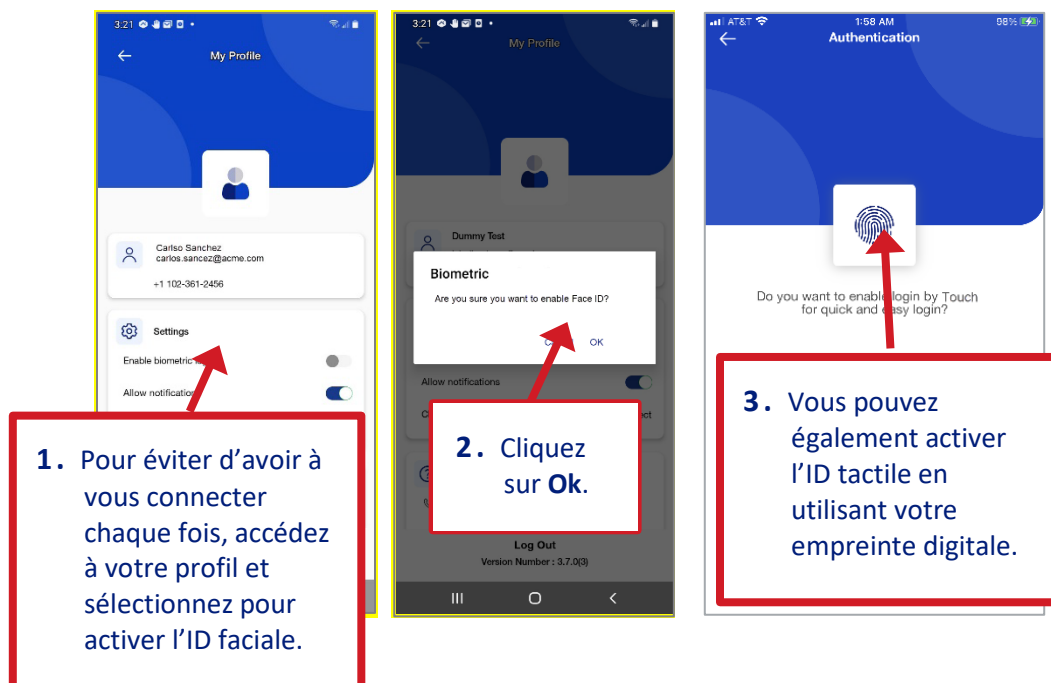 3:21
My Profile
Carlso Sanchez
carlos.sancez@acme.com
+1 102-361-2456
Settings
Enable biometric
Allow notification
1. Pour éviter d’avoir à
vous connecter
chaque fois, accédez
à votre profil et
sélectionnez pour
activer l’ID faciale.
3:21
My Profile
Dummy Test
Biometric
Are you sure you want to enable Face ID?
OK
Allow notifications
2. Cliquez
sur Ok.
Log Out
Version Number : 3.7.0(3)
AT&T
1:58 AM
98%
Authentication
Do you want to enable login by Touch
for quick and easy login?
3. Vous pouvez
également activer
l’ID tactile en
utilisant votre
empreinte digitale.